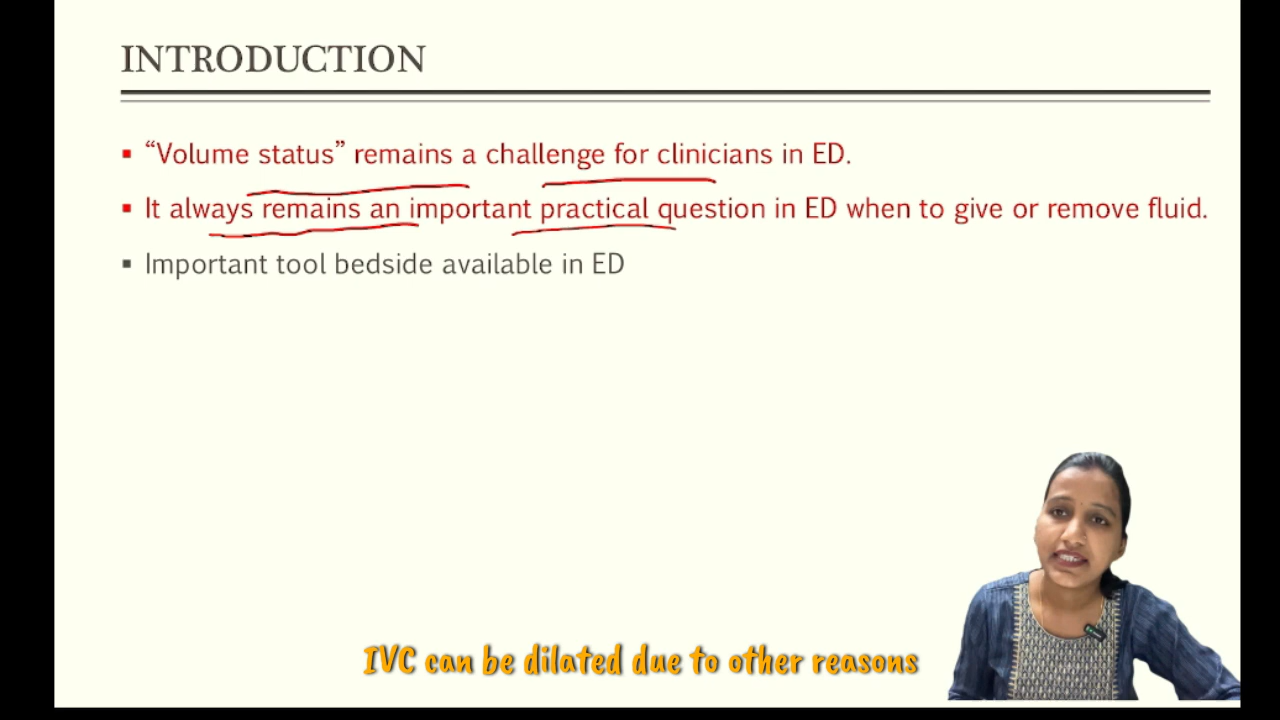 INTRODUCTION
“Volume status” remains a challenge for clinicians in ED.
It always remains an important practical question in ED when to give or remove fluid.
Important tool bedside available in ED
IVC can be dilated due to other reasons